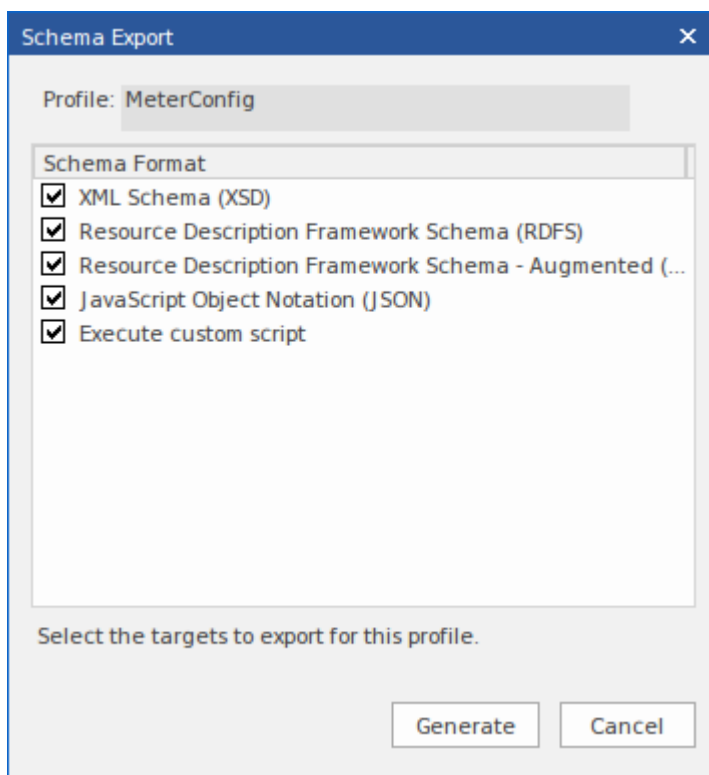 Schema Export
Profile: MeterConfig
Schema Format
XML Schema (XSD)
Resource Description Framework Schema (RDFS)
Resource Description Framework Schema - Augmented (...
JavaScript Object Notation (JSON)
Execute custom script
Select the targets to export for this profile.
Generate Cancel